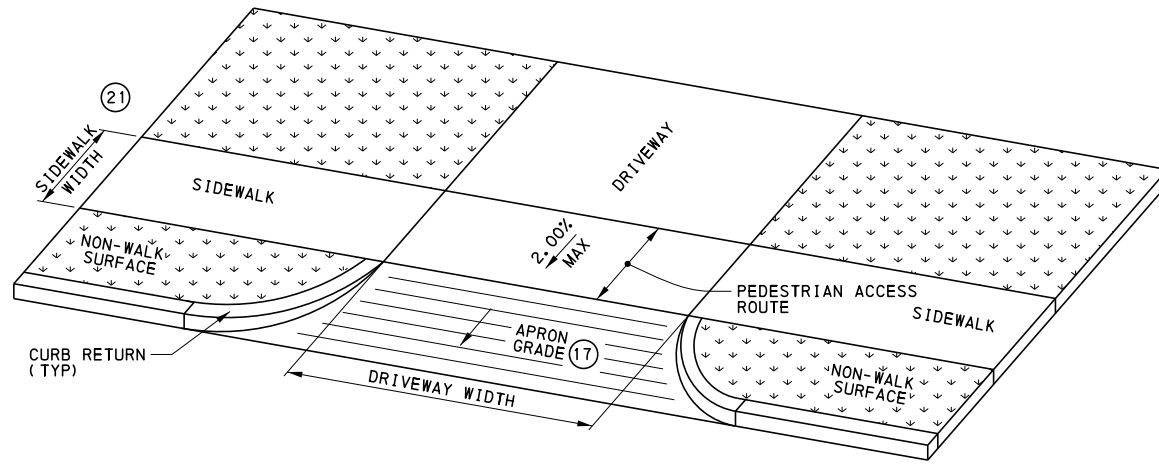 21
SIDEWALK
WIDTH
SIDEWALK
DRIVEWAY
NON-WALK
SURFACE
2.00%
MAX
PEDESTRIAN ACCESS
ROUTE
SIDEWALK
CURB RETURN
(TYP)
APRON
GRADE 17
DRIVEWAY WIDTH
NON-WALK
SURFACE